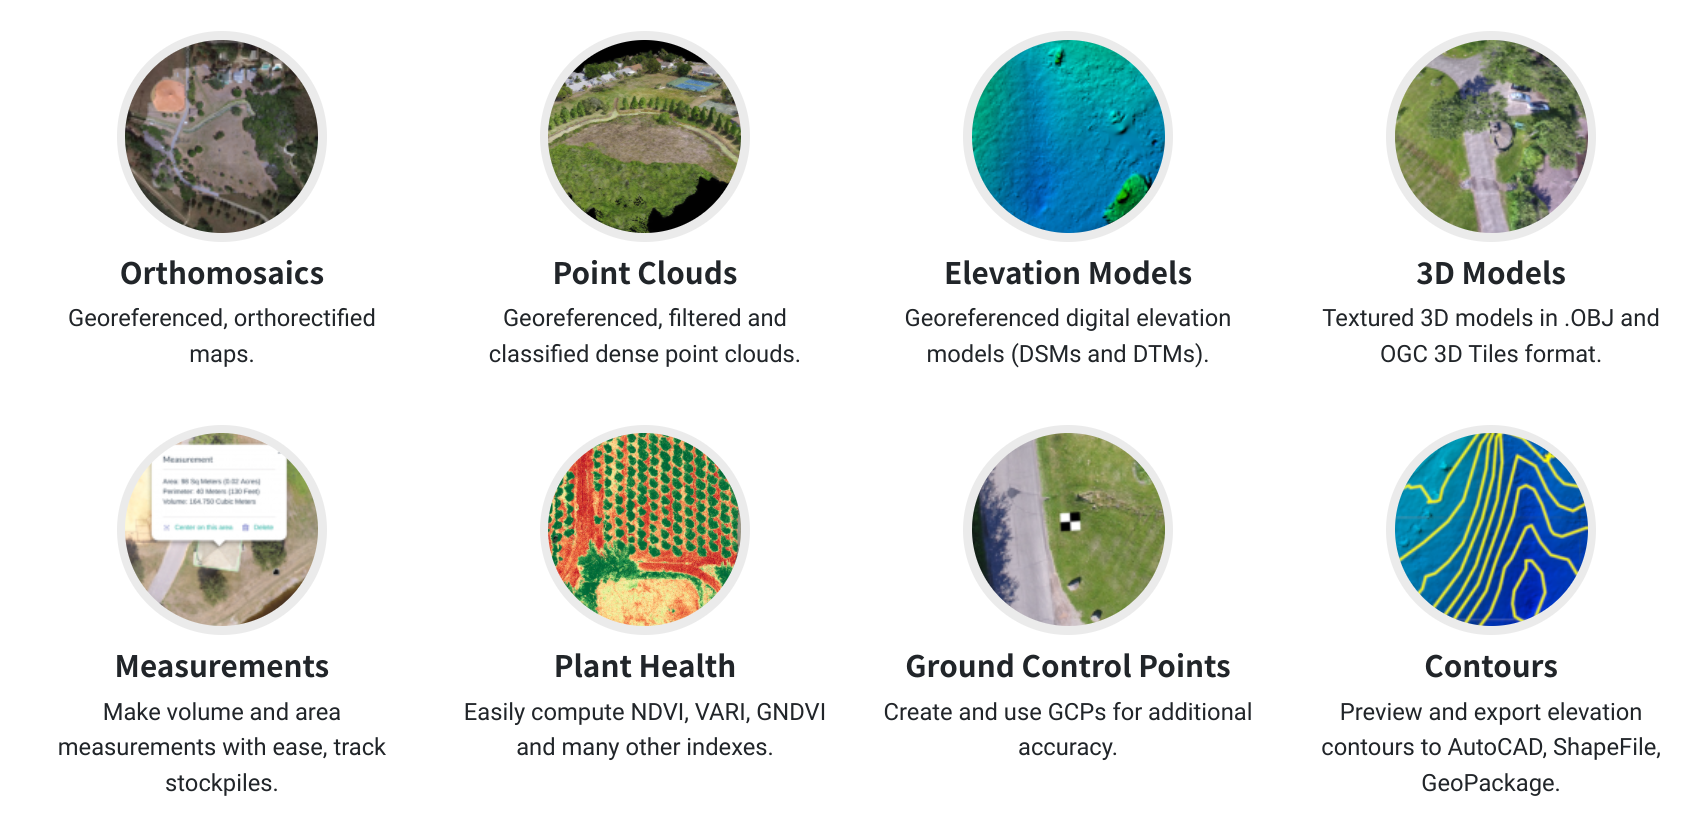 Orthomosaics
Georeferenced, orthorectified
maps.
Point Clouds
Georeferenced, filtered and
classified dense point clouds.
Elevation Models
Georeferenced digital elevation
models (DSMs and DTMs).
3D Models
Textured 3D models in .OBJ and
OGC 3D Tiles format.
Measurement
Area: 98 Sq Meters (0.02 Acres)
Perimeter: 40 Meters (130 Feet)
Volume: 164.750 Cubic Meters
Center on this area
Delete
Measurements
Make volume and area
measurements with ease, track
stockpiles.
Plant Health
Easily compute NDVI, VARI, GNDVI
and many other indexes.
Ground Control Points
Create and use GCPs for additional
accuracy.
Contours
Preview and export elevation
contours to AutoCAD, ShapeFile,
GeoPackage.